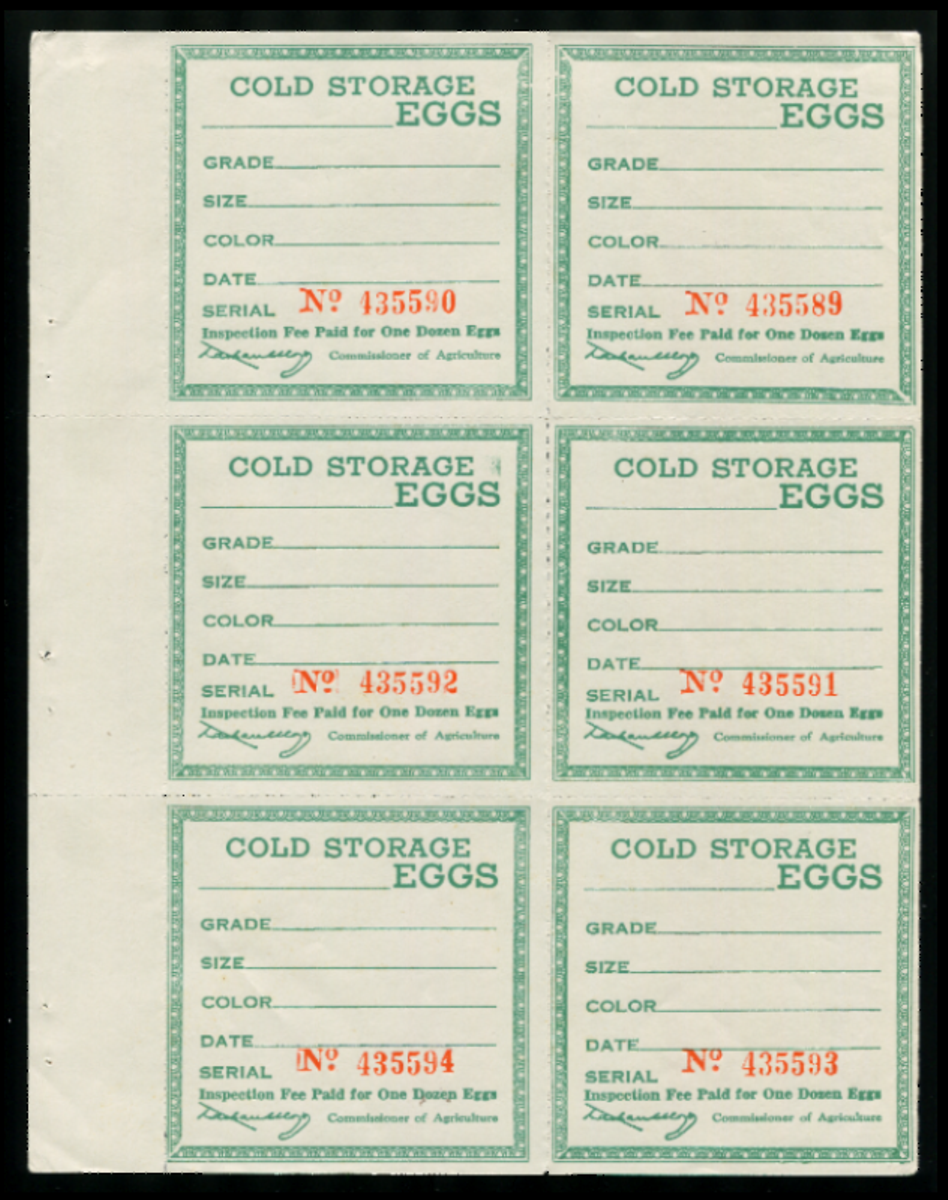 COLD STORAGE
EGGS
GRADE
SIZE
COLOR
DATE
SERIAL Nº 435590
Inspection Fee Paid for One Dozen Eggs
Commissioner of Agriculture
COLD STORAGE
EGGS
GRADE
SIZE
COLOR
DATE
SERIAL Nº 435589
Inspection Fee Paid for One Dozen Eggs
Commissioner of Agriculture
COLD STORAGE
EGGS
GRADE
SIZE
COLOR
DATE
SERIAL Nº 435592
Inspection Fee Paid for One Dozen Eggs
Commissioner of Agriculture
COLD STORAGE
EGGS
GRADE
SIZE
COLOR
DATE
SERIAL Nº 435591
Inspection Fee Paid for One Dozen Eggs
Commissioner of Agriculture
COLD STORAGE
EGGS
GRADE
SIZE
COLOR
DATE
SERIAL Nº 435594
Inspection Fee Paid for One Dozen Eggs
Commissioner of Agriculture
COLD STORAGE
EGGS
GRADE
SIZE
COLOR
DATE
SERIAL Nº 435593
Inspection Fee Paid for One Dozen Eggs
Commissioner of Agriculture